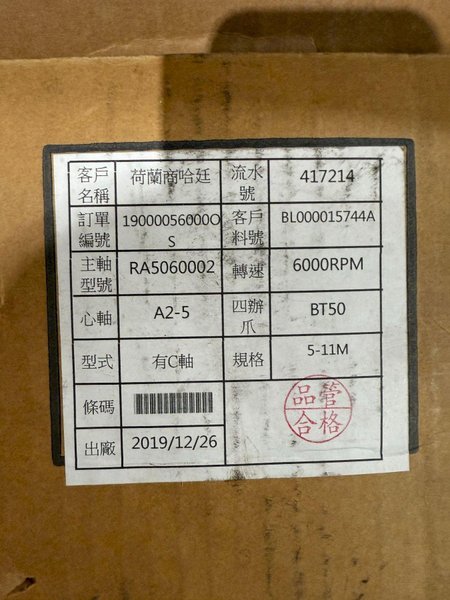 客戶名稱 荷蘭商哈廷 流水號 417214
訂單編號 19000056000OS 客戶料號 BL000015744A
主軸型號 RA5060002 轉速 6000RPM
心軸 A2-5 四辦爪 BT50
型式 有C軸 規格 5-11M
條碼
品管
合格
出廠 2019/12/26